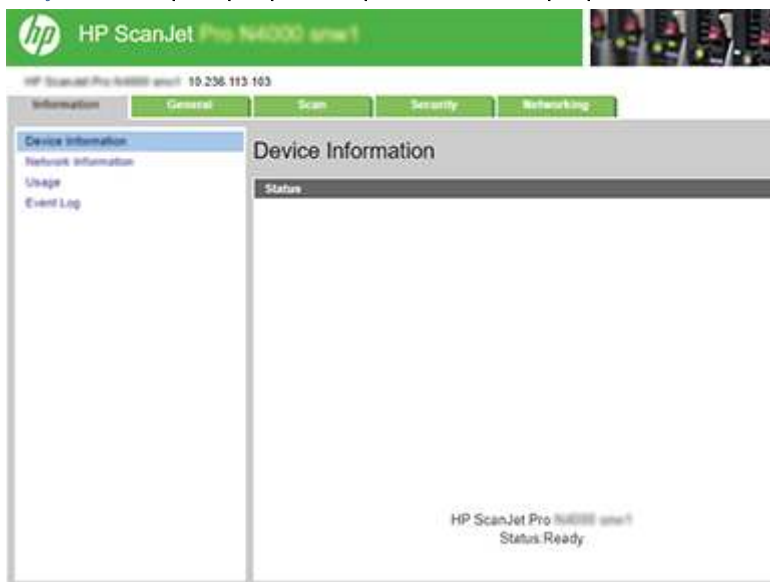 hp HP ScanJet Pro N4000 snw1
HP ScanJet Pro N4000 snw1 10.236.113.103
Information General Scan Security Networking
Device Information
Network Information
Usage
Event Log
Device Information
Status
HP ScanJet Pro N4000 snw1
Status:Ready